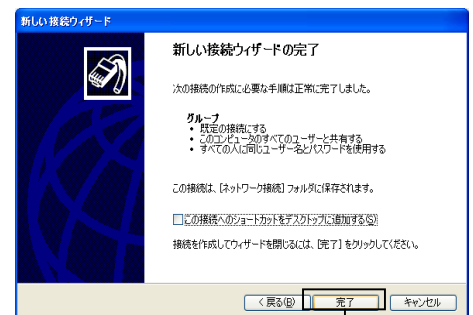 新しい接続ウィザード
新しい接続ウィザードの完了
次の接続の作成に必要な手順は正常に完了しました。
グループ
• 既定の接続にする
• このコンピュータのすべてのユーザーと共有する
• すべての人に同じユーザー名とパスワードを使用する
この接続は、[ネットワーク接続] フォルダに保存されます。
この接続へのショートカットをデスクトップに追加する(S)
接続を作成してウィザードを閉じるには、[完了] をクリックしてください。
< 戻る(B)
完了
キャンセル